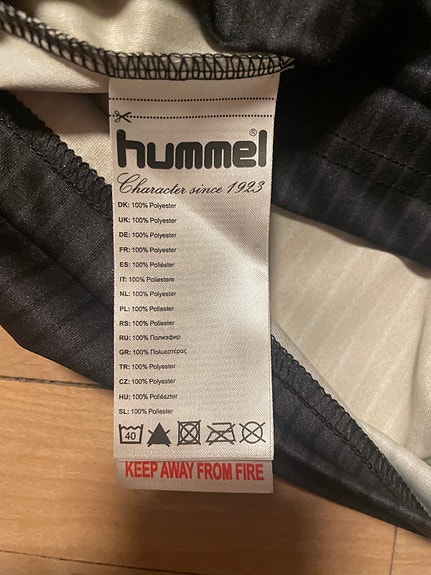 hummel®
Character since 1923
DK: 100% Polyester
UK: 100% Polyester
DE: 100% Polyester
FR: 100% Polyester
ES: 100% Poliéster
IT: 100% Poliestere
NL: 100% Polyester
PL: 100% Poliester
RS: 100% Poliester
RU: 100% Полиэфир
GR: 100% Πολυεστέρας
TR: 100% Polyester
CZ: 100% Polyester
HU: 100% Poliészter
SL: 100% Poliester
40
KEEP AWAY FROM FIRE